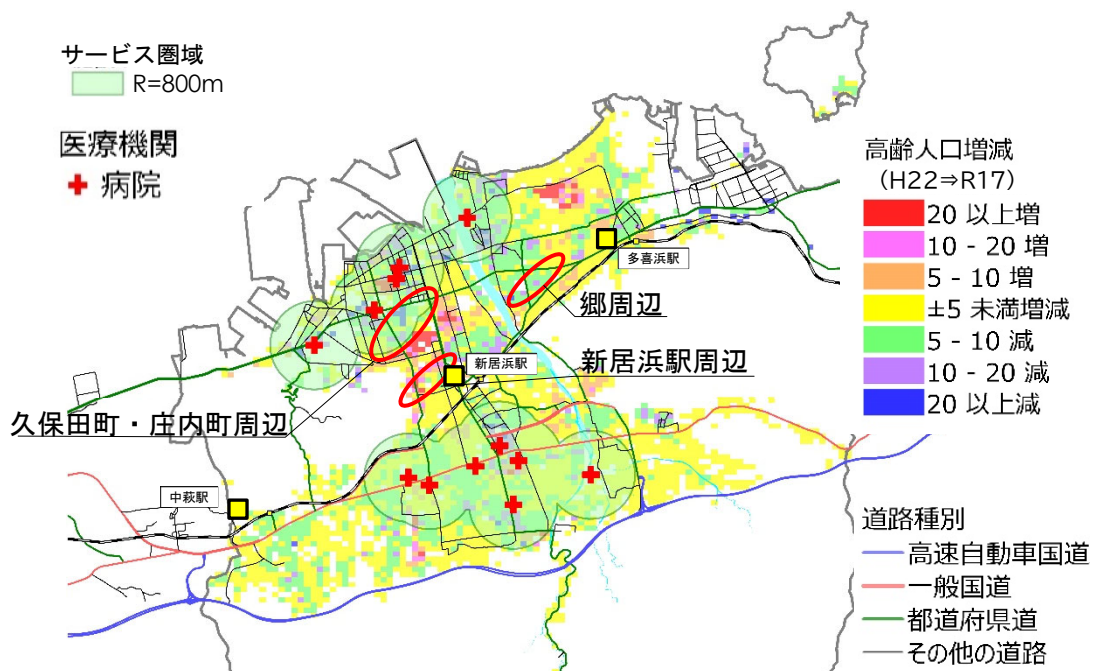 サービス圏域
R=800m
医療機関
病院
高齢人口増減
(H22⇒R17)
20 以上増
10 - 20 増
5 - 10 増
±5 未満増減
5 - 10 減
10 - 20 減
20 以上減
多喜浜駅
郷周辺
新居浜駅
新居浜駅周辺
久保田町・庄内町周辺
中萩駅
道路種別
高速自動車国道
一般国道
都道府県道
その他の道路